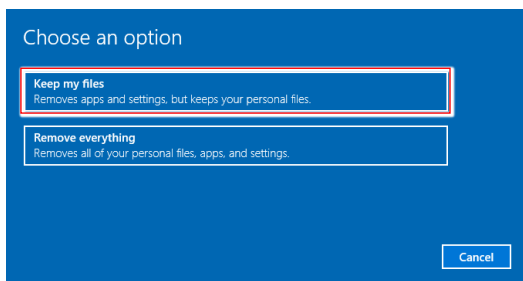 Choose an option
Keep my files
Removes apps and settings, but keeps your personal files.
Remove everything
Removes all of your personal files, apps, and settings.
Cancel